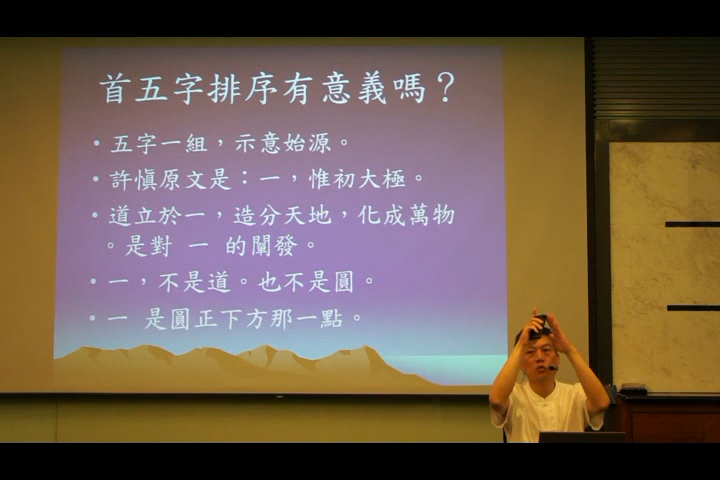 首五字排序有意義嗎？
•五字一組，示意始源。
•許慎原文是：一，惟初大極。
•道立於一，造分天地，化成萬物
。是對 一 的闡發。
•一，不是道。也不是圓。
•一 是圓正下方那一點。